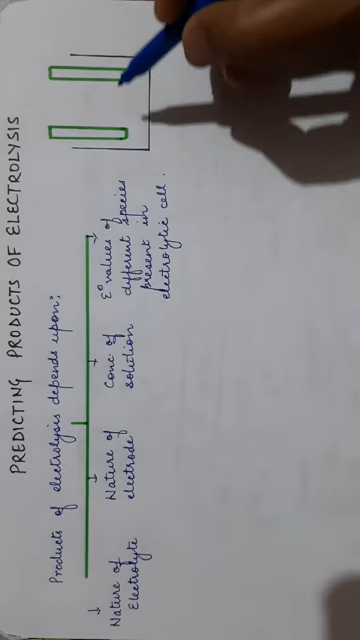 PREDICTING PRODUCTS OF ELECTROLYSIS
Products of electrolysis depends upon:
Nature of
Electrolyte
Nature of
electrode
Conc of
solution
E° values of
different species
present in
electrolytic cell.